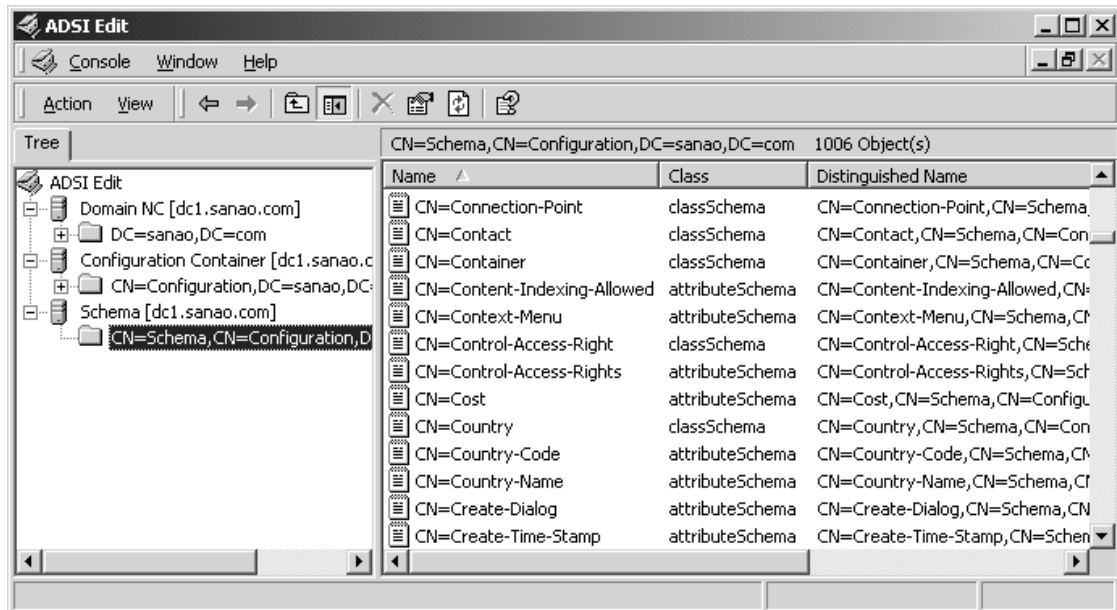 ADSI Edit
Console Window Help
Action View
Tree
CN=Schema,CN=Configuration,DC=sanao,DC=com 1006 Object(s)
ADSI Edit
Domain NC [dc1.sanao.com]
DC=sanao,DC=com
Configuration Container [dc1.sanao.c
CN=Configuration,DC=sanao,DC=
Schema [dc1.sanao.com]
CN=Schema,CN=Configuration,D
Name Class Distinguished Name
CN=Connection-Point classSchema CN=Connection-Point,CN=Schema,
CN=Contact classSchema CN=Contact,CN=Schema,CN=Con
CN=Container classSchema CN=Container,CN=Schema,CN=Co
CN=Content-Indexing-Allowed attributeSchema CN=Content-Indexing-Allowed,CN=
CN=Context-Menu attributeSchema CN=Context-Menu,CN=Schema,CN
CN=Control-Access-Right classSchema CN=Control-Access-Right,CN=Sche
CN=Control-Access-Rights attributeSchema CN=Control-Access-Rights,CN=Sch
CN=Cost attributeSchema CN=Cost,CN=Schema,CN=Configu
CN=Country classSchema CN=Country,CN=Schema,CN=Con
CN=Country-Code attributeSchema CN=Country-Code,CN=Schema,CN
CN=Country-Name attributeSchema CN=Country-Name,CN=Schema,CN
CN=Create-Dialog attributeSchema CN=Create-Dialog,CN=Schema,CN
CN=Create-Time-Stamp attributeSchema CN=Create-Time-Stamp,CN=Schem